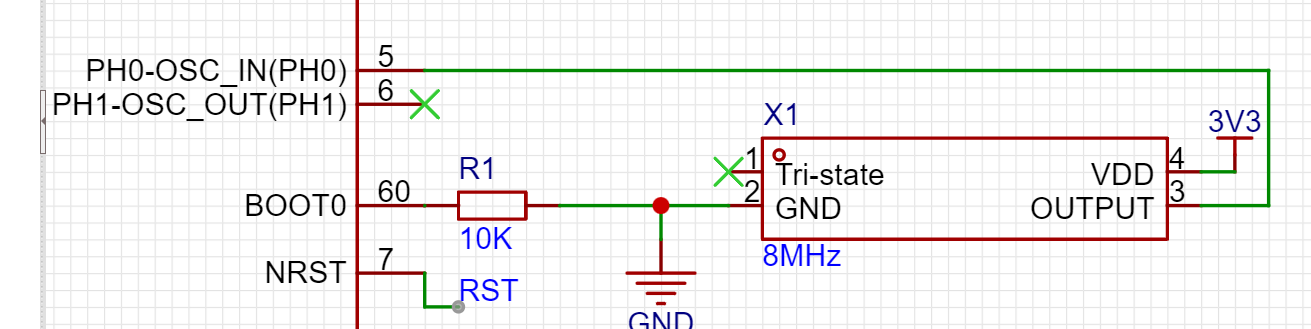 PH0-OSC_IN(PH0) 5
PH1-OSC_OUT(PH1) 6
X1
3V3
1 Tri-state VDD 4
R1
BOOT0 60 2 GND OUTPUT 3
10K
8MHz
NRST 7
RST
GND